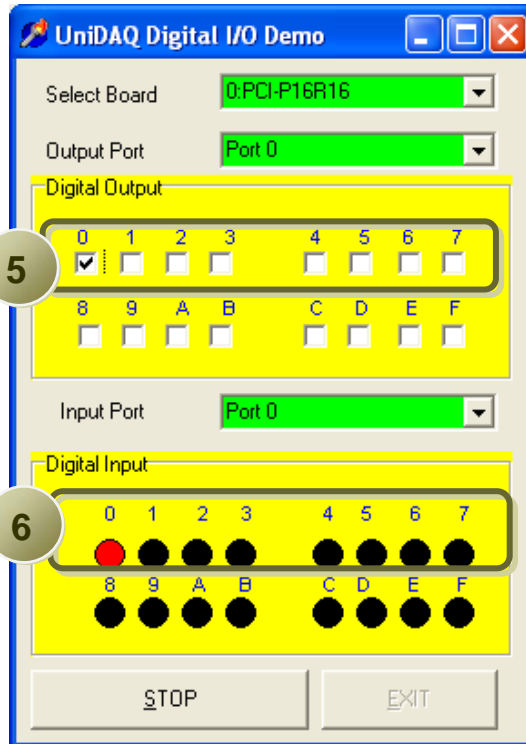 UniDAQ Digital I/O Demo
Select Board 0:PCI-P16R16
Output Port Port 0
Digital Output
0 1 2 3 4 5 6 7
5
8 9 A B C D E F
Input Port Port 0
Digital Input
0 1 2 3 4 5 6 7
6
8 9 A B C D E F
STOP EXIT